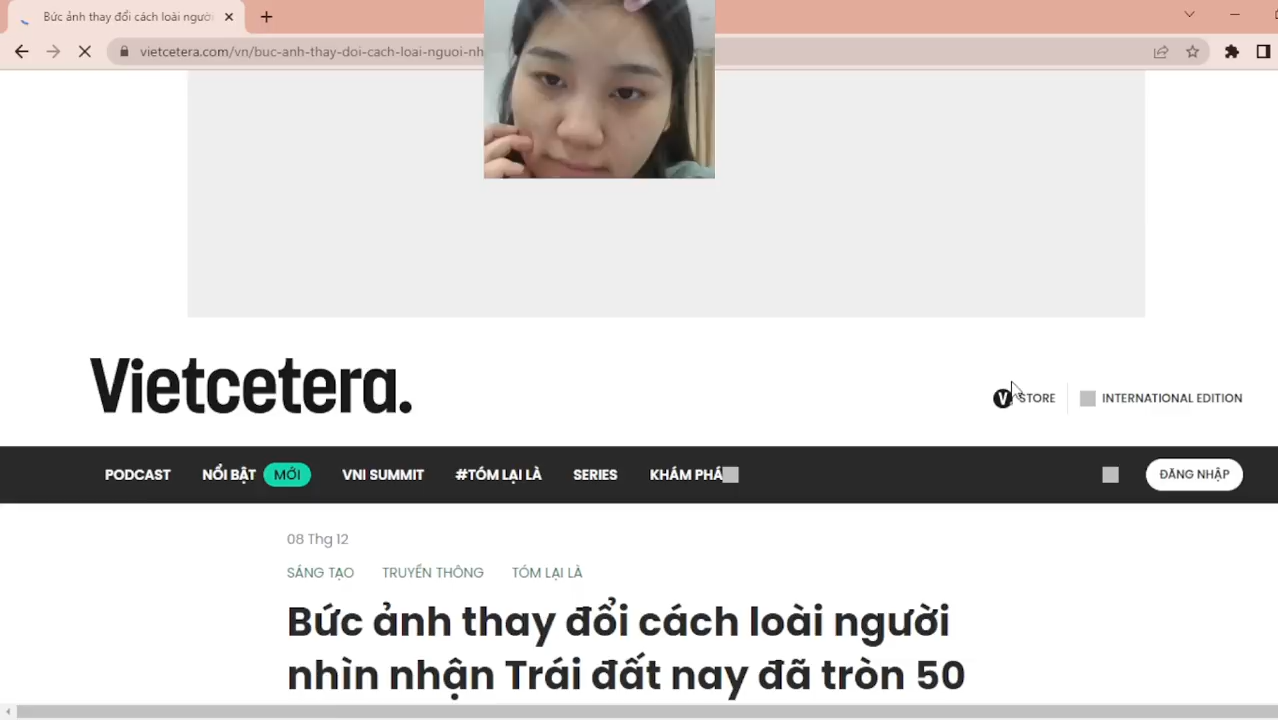 Bức ảnh thay đổi cách loài người
vietcetera.com/vn/buc-anh-thay-doi-cach-loai-nguoi-nh
Vietcetera.
V STORE
INTERNATIONAL EDITION
PODCAST NỔI BẬT MỚI VNI SUMMIT #TÓM LẠI LÀ SERIES KHÁM PHÁ ĐĂNG NHẬP
08 Thg 12
SÁNG TẠO TRUYỀN THÔNG TÓM LẠI LÀ
Bức ảnh thay đổi cách loài người
nhìn nhận Trái đất nay đã tròn 50